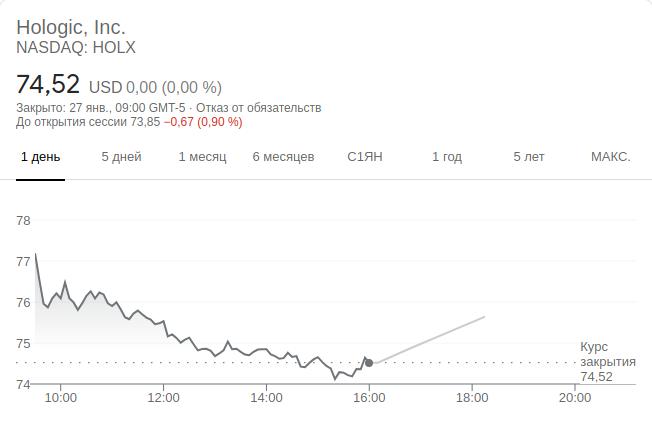 Hologic, Inc.
NASDAQ: HOLX
74,52 USD 0,00 (0,00 %)
Закрыто: 27 янв., 09:00 GMT-5 · Отказ от обязательств
До открытия сессии 73,85 −0,67 (0,90 %)
1 день 5 дней 1 месяц 6 месяцев С1ЯН 1 год 5 лет МАКС.
78
77
76
75
74
Курс
закрытия
74,52
10:00 12:00 14:00 16:00 18:00 20:00